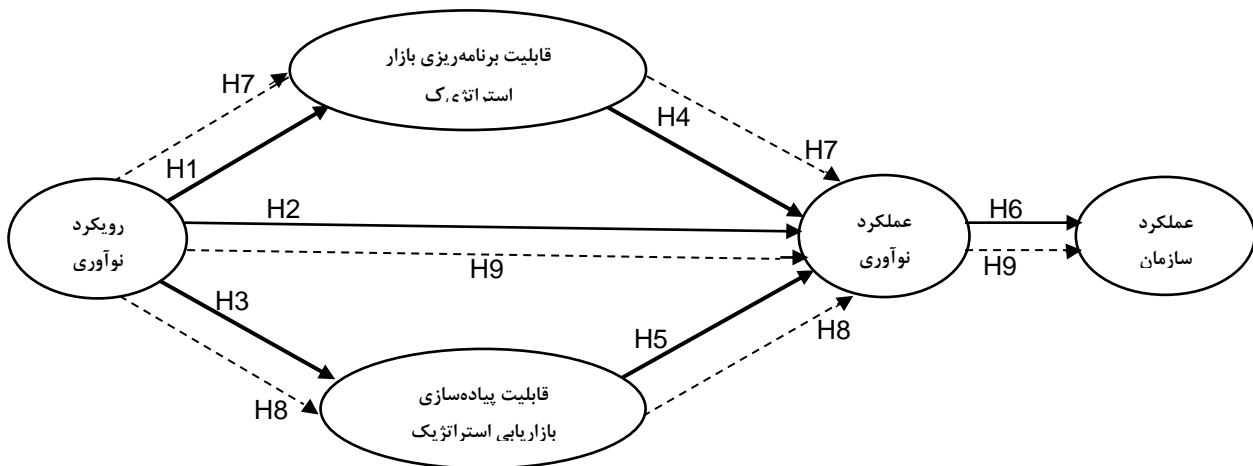 قابلیت برنامه‌ریزی بازار
استراتژی‌ک
H7
H4
H7
H1
رویکرد
نوآوری
H2
H9
عملکرد
نوآوری
H6
H9
عملکرد
سازمان
H3
H5
H8
H8
قابلیت پیاده‌سازی
بازاریابی استراتژیک